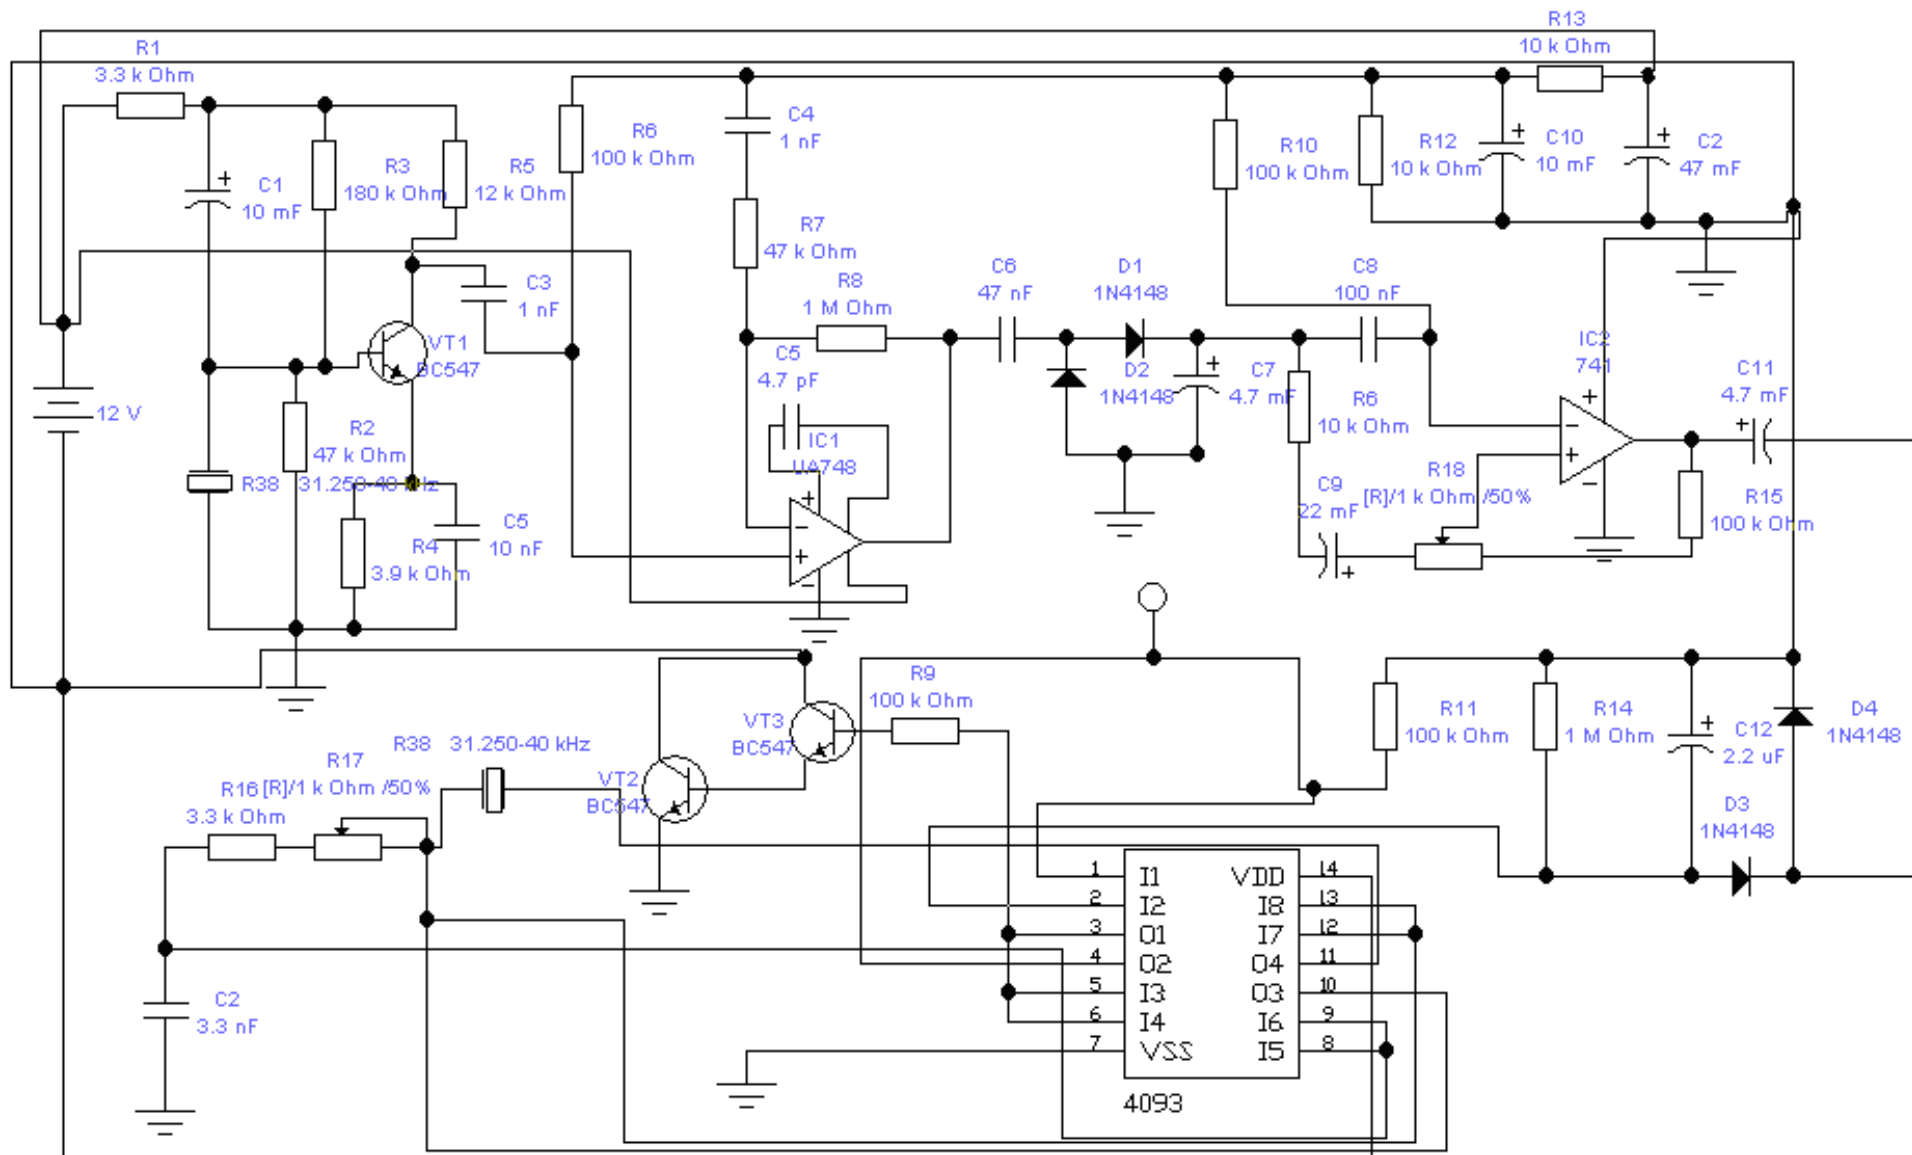 R1
3.3 k Ohm
R13
10 k Ohm
C4
1 nF
R6
100 k Ohm
R10
100 k Ohm
R12
10 k Ohm
C10
10 mF
C2
47 mF
C1
10 mF
R3
180 k Ohm
R5
12 k Ohm
R7
47 k Ohm
C3
1 nF
R8
1 M Ohm
C6
47 nF
D1
1N4148
C8
100 nF
VT1
BC547
12 V
C5
4.7 pF
D2
1N4148
C7
4.7 mF
R6
10 k Ohm
IC2
741
C11
4.7 mF
R2
47 k Ohm
IC1
UA748
R38 31.250-40 kHz
C9
22 mF
R18
[R]/1 k Ohm /50%
R15
100 k Ohm
R4
3.9 k Ohm
C5
10 nF
R9
100 k Ohm
VT3
BC547
R11
100 k Ohm
R14
1 M Ohm
C12
2.2 uF
D4
1N4148
R38 31.250-40 kHz
R17
[R]/1 k Ohm /50%
VT2
BC547
R16
3.3 k Ohm
D3
1N4148
1 I1 VDD 14
2 I2 I8 13
3 O1 I7 12
4 O2 O4 11
5 I3 O3 10
6 I4 I6 9
7 VSS I5 8
4093
C2
3.3 nF